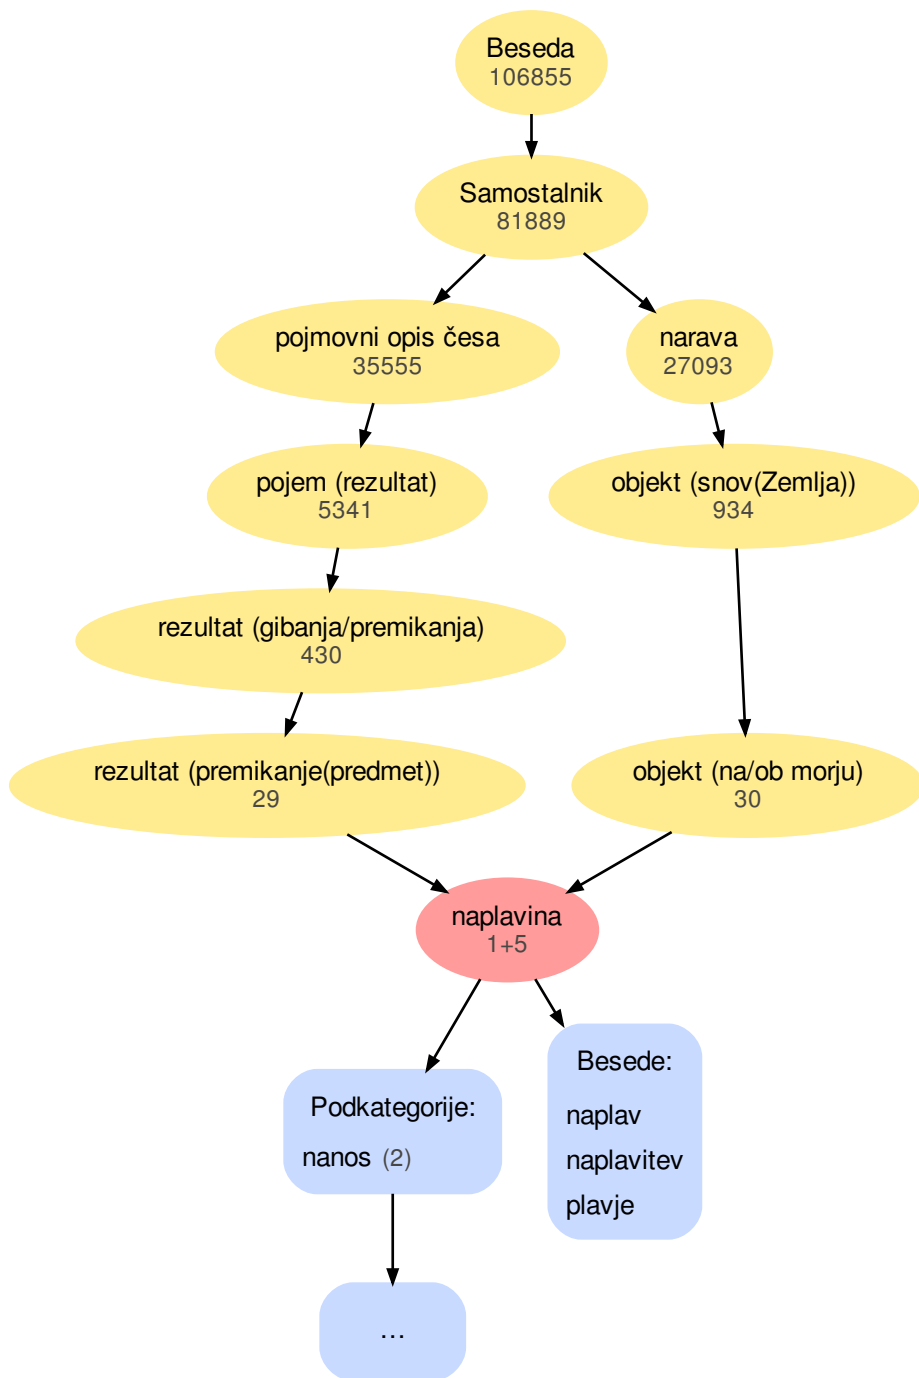 Beseda
106855
Samostalnik
81889
pojmovni opis česa
35555
narava
27093
pojem (rezultat)
5341
objekt (snov(Zemlja))
934
rezultat (gibanja/premikanja)
430
rezultat (premikanje(predmet))
29
objekt (na/ob morju)
30
naplavina
1+5
Podkategorije:
nanos (2)
Besede:
naplav
naplavitev
plavje
...